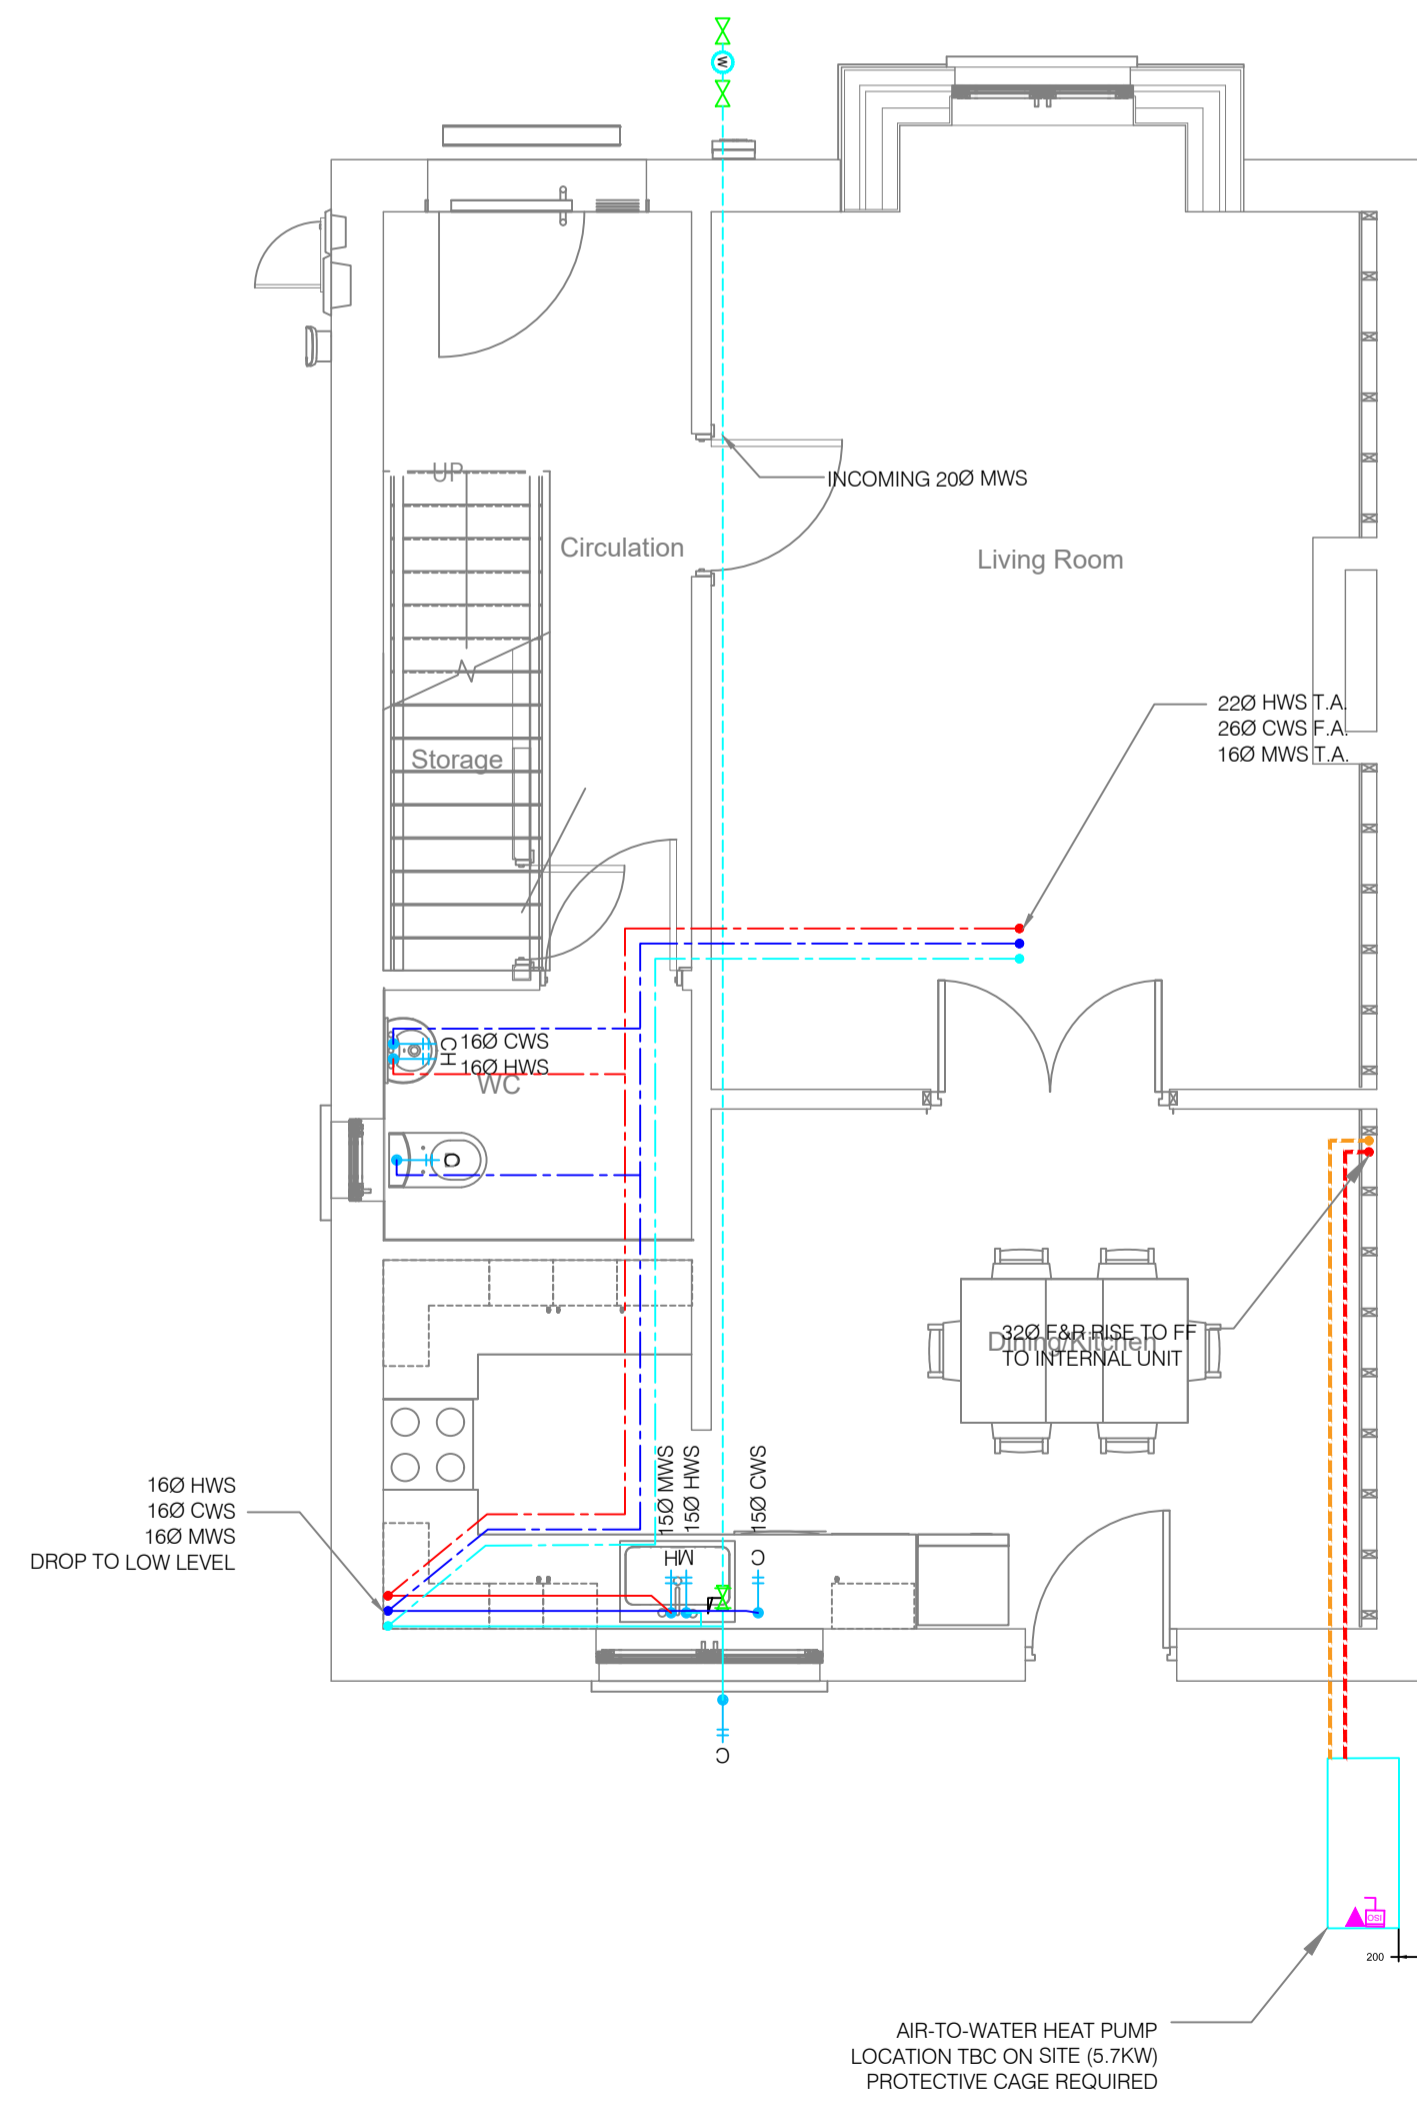 W
INCOMING 20Ø MWS
UP
Circulation
Living Room
22Ø HWS T.A.
26Ø CWS F.A.
16Ø MWS T.A.
Storage
C
H
16Ø CWS
16Ø HWS
WC
C
32Ø F&R RISE TO FF
TO INTERNAL UNIT
Dining/Kitchen
15Ø MWS
15Ø HWS
15Ø CWS
16Ø HWS
16Ø CWS
16Ø MWS
DROP TO LOW LEVEL
H
M
C
C
OSI
200
AIR-TO-WATER HEAT PUMP
LOCATION TBC ON SITE (5.7KW)
PROTECTIVE CAGE REQUIRED